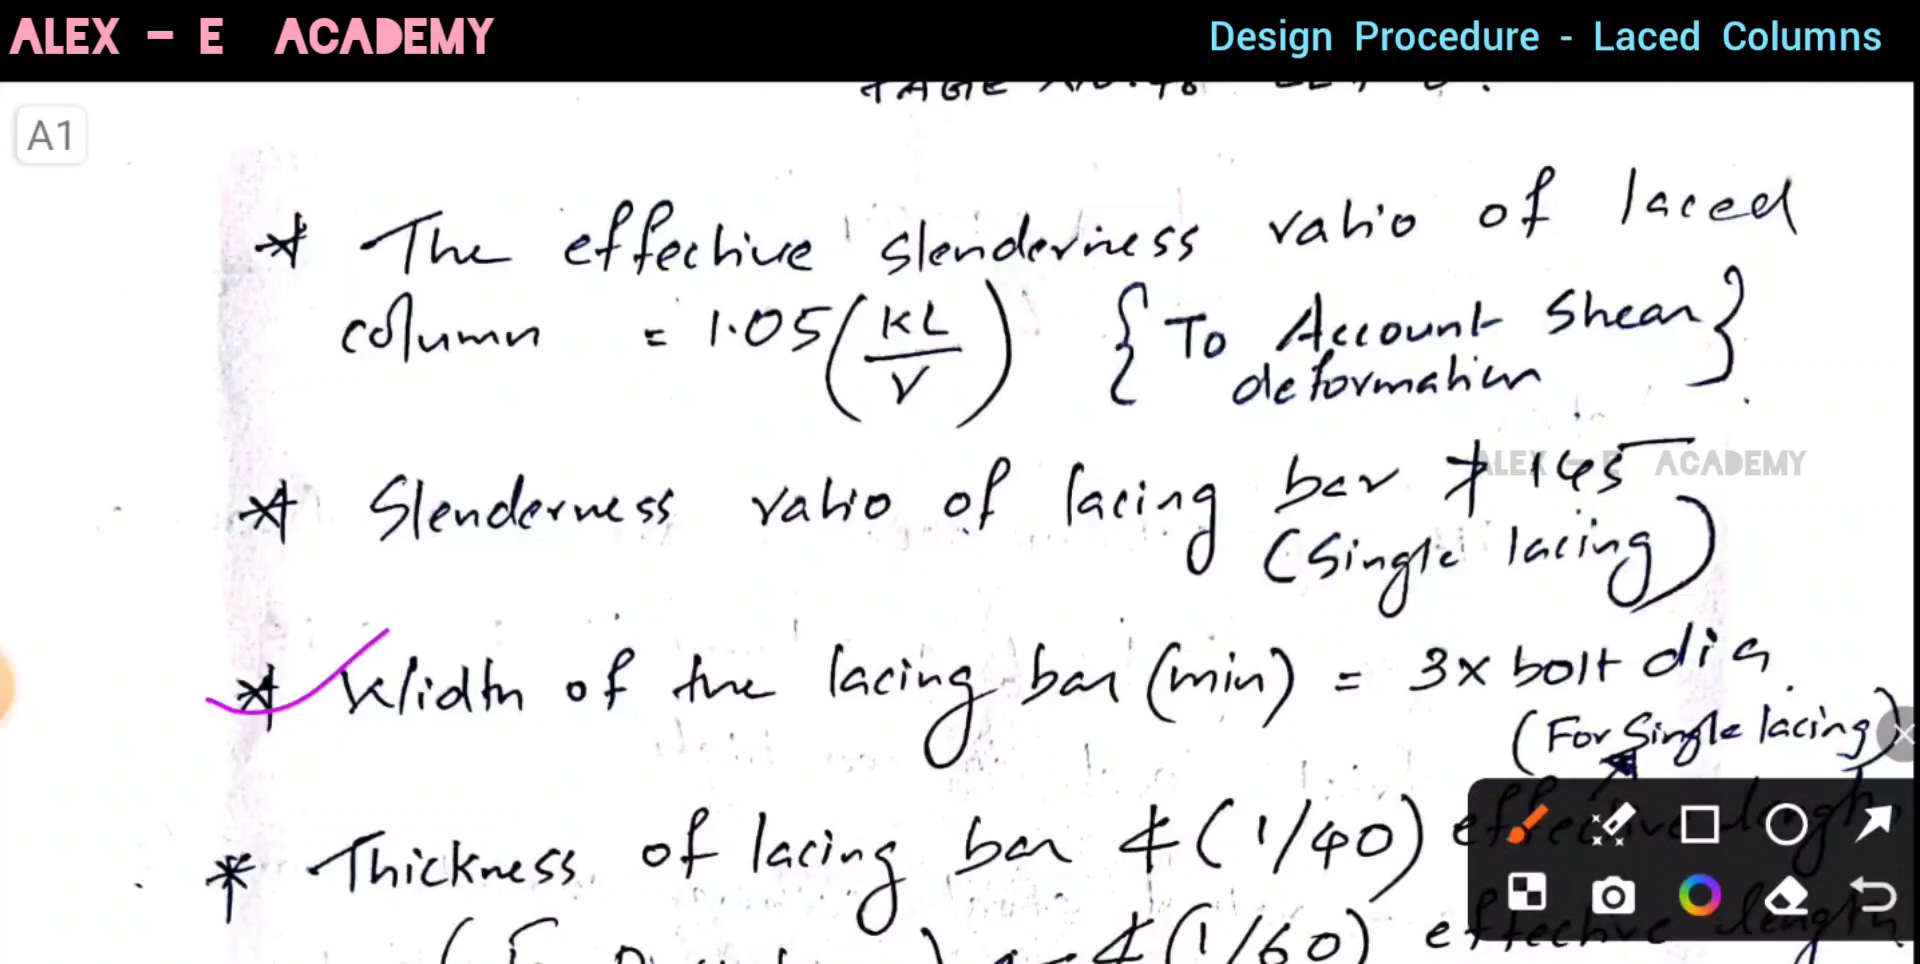 ALEX - E ACADEMY
Design Procedure - Laced Columns
A1
* The effective slenderness ratio of laced
column = 1.05 (KL/r) {To Account Shear deformation}
ALEX - E ACADEMY
* Slenderness ratio of lacing bar ≯ 145
(Single lacing)
* Width of the lacing bar (min) = 3x bolt dia.
(For Single lacing)
* Thickness of lacing bar ≮ (1/40) effective length
≮ (1/60) effective length